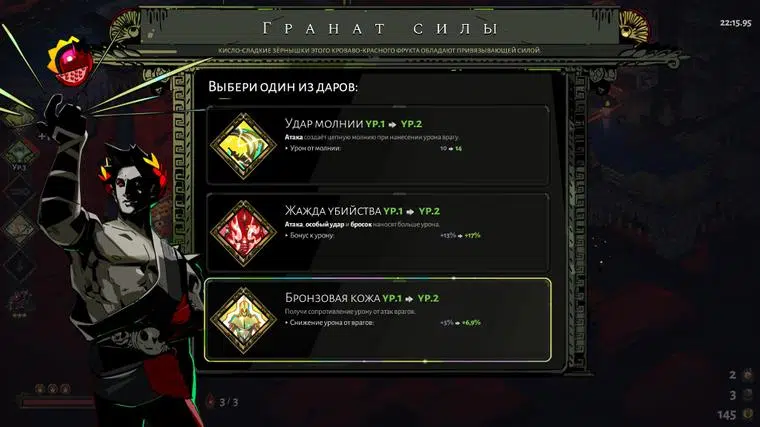 Гранат силы
22:15.95
Кисло-сладкие зёрнышки этого кроваво-красного фрукта обладают привязывающей силой.
Выбери один из даров:
Удар молнии УР.1 УР.2
Атака создаёт цепную молнию при нанесении урона врагу.
• Урон от молнии: 10 14
УР.3
Жажда убийства УР.1 УР.2
Атака, особый удар и бросок наносят больше урона.
• Бонус к урону: +13% +17%
Бронзовая кожа УР.1 УР.2
Получи сопротивление урону от атак врагов.
• Снижение урона от врагов: +5% +6,9%
2
3
3 / 3
145